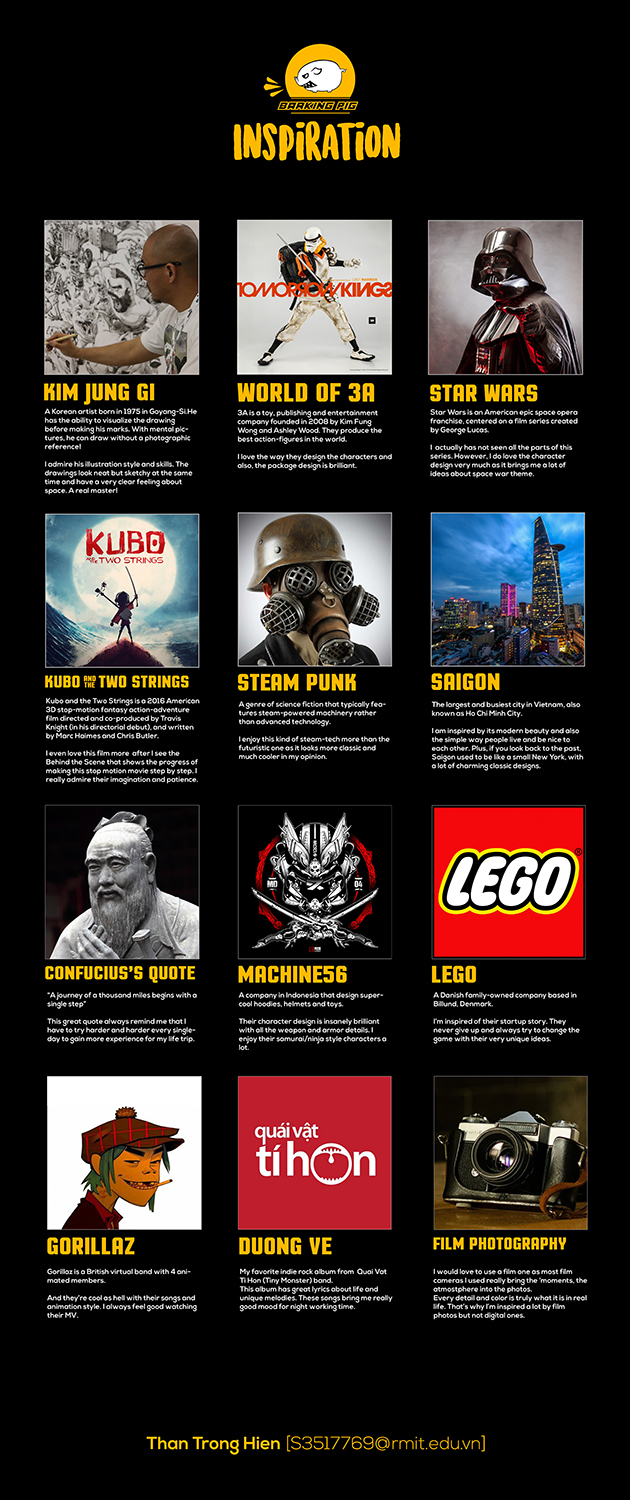 BARKING PIG
INSPiRATiON
TOMORROW KINGS
KIM JUNG GI
A Korean artist born in 1975 in Goyang-Si.He
has the ability to visualize the drawing
before making his marks. With mental pic-
tures, he can draw without a photographic
reference!
I admire his illustration style and skills. The
drawings look neat but sketchy at the same
time and have a very clear feeling about
space. A real master!
WORLD OF 3A
3A is a toy, publishing and entertainment
company founded in 2008 by Kim Fung
Wong and Ashley Wood. They produce the
best action-figures in the world.
I love the way they design the characters and
also, the package design is brilliant.
STAR WARS
Star Wars is an American epic space opera
franchise, centered on a film series created
by George Lucas.
I actually has not seen all the parts of this
series. However, I do love the character
design very much as it brings me a lot of
ideas about space war theme.
KUBO
AND THE TWO STRINGS
KUBO AND THE TWO STRINGS
Kubo and the Two Strings is a 2016 American
3D stop-motion fantasy action-adventure
film directed and co-produced by Travis
Knight (in his directorial debut), and written
by Marc Haimes and Chris Butler.
I even love this film more after I see the
Behind the Scene that shows the progress of
making this stop motion movie step by step. I
really admire their imagination and patience.
STEAM PUNK
A genre of science fiction that typically fea-
tures steam-powered machinery rather
than advanced technology.
I enjoy this kind of steam-tech more than the
futuristic one as it looks more classic and
much cooler in my opinion.
SAIGON
The largest and busiest city in Vietnam, also
known as Ho Chi Minh City.
I am inspired by its modern beauty and also
the simple way people live and be nice to
each other. Plus, if you look back to the past,
Saigon used to be like a small New York, with
a lot of charming classic designs.
CONFUCIUS'S QUOTE
"A journey of a thousand miles begins with a
single step"
This great quote always remind me that I
have to try harder and harder every single-
day to gain more experience for my life trip.
MO
04
MACHINE56
A company in Indonesia that design super-
cool hoodies, helmets and toys.
Their character design is insanely brilliant
with all the weapon and armor details. I
enjoy their samurai/ninja style characters a
lot.
LEGO®
LEGO
A Danish family-owned company based in
Billund, Denmark.
I'm inspired of their startup story. They
never give up and always try to change the
game with their very unique ideas.
GORILLAZ
Gorillaz is a British virtual band with 4 ani-
mated members.
And they're cool as hell with their songs and
animation style. I always feel good watching
their MV.
quái vật
tí hon
DUONG VE
My favorite indie rock album from Quai Vat
Ti Hon (Tiny Monster) band.
This album has great lyrics about life and
unique melodies. These songs bring me really
good mood for night working time.
FILM PHOTOGRAPHY
I would love to use a film one as most film
cameras I used really bring the 'moments, the
atmostphere into the photos.
Every detail and color is truly what it is in real
life. That's why I'm inspired a lot by film
photos but not digital ones.
Than Trong Hien [S3517769@rmit.edu.vn]